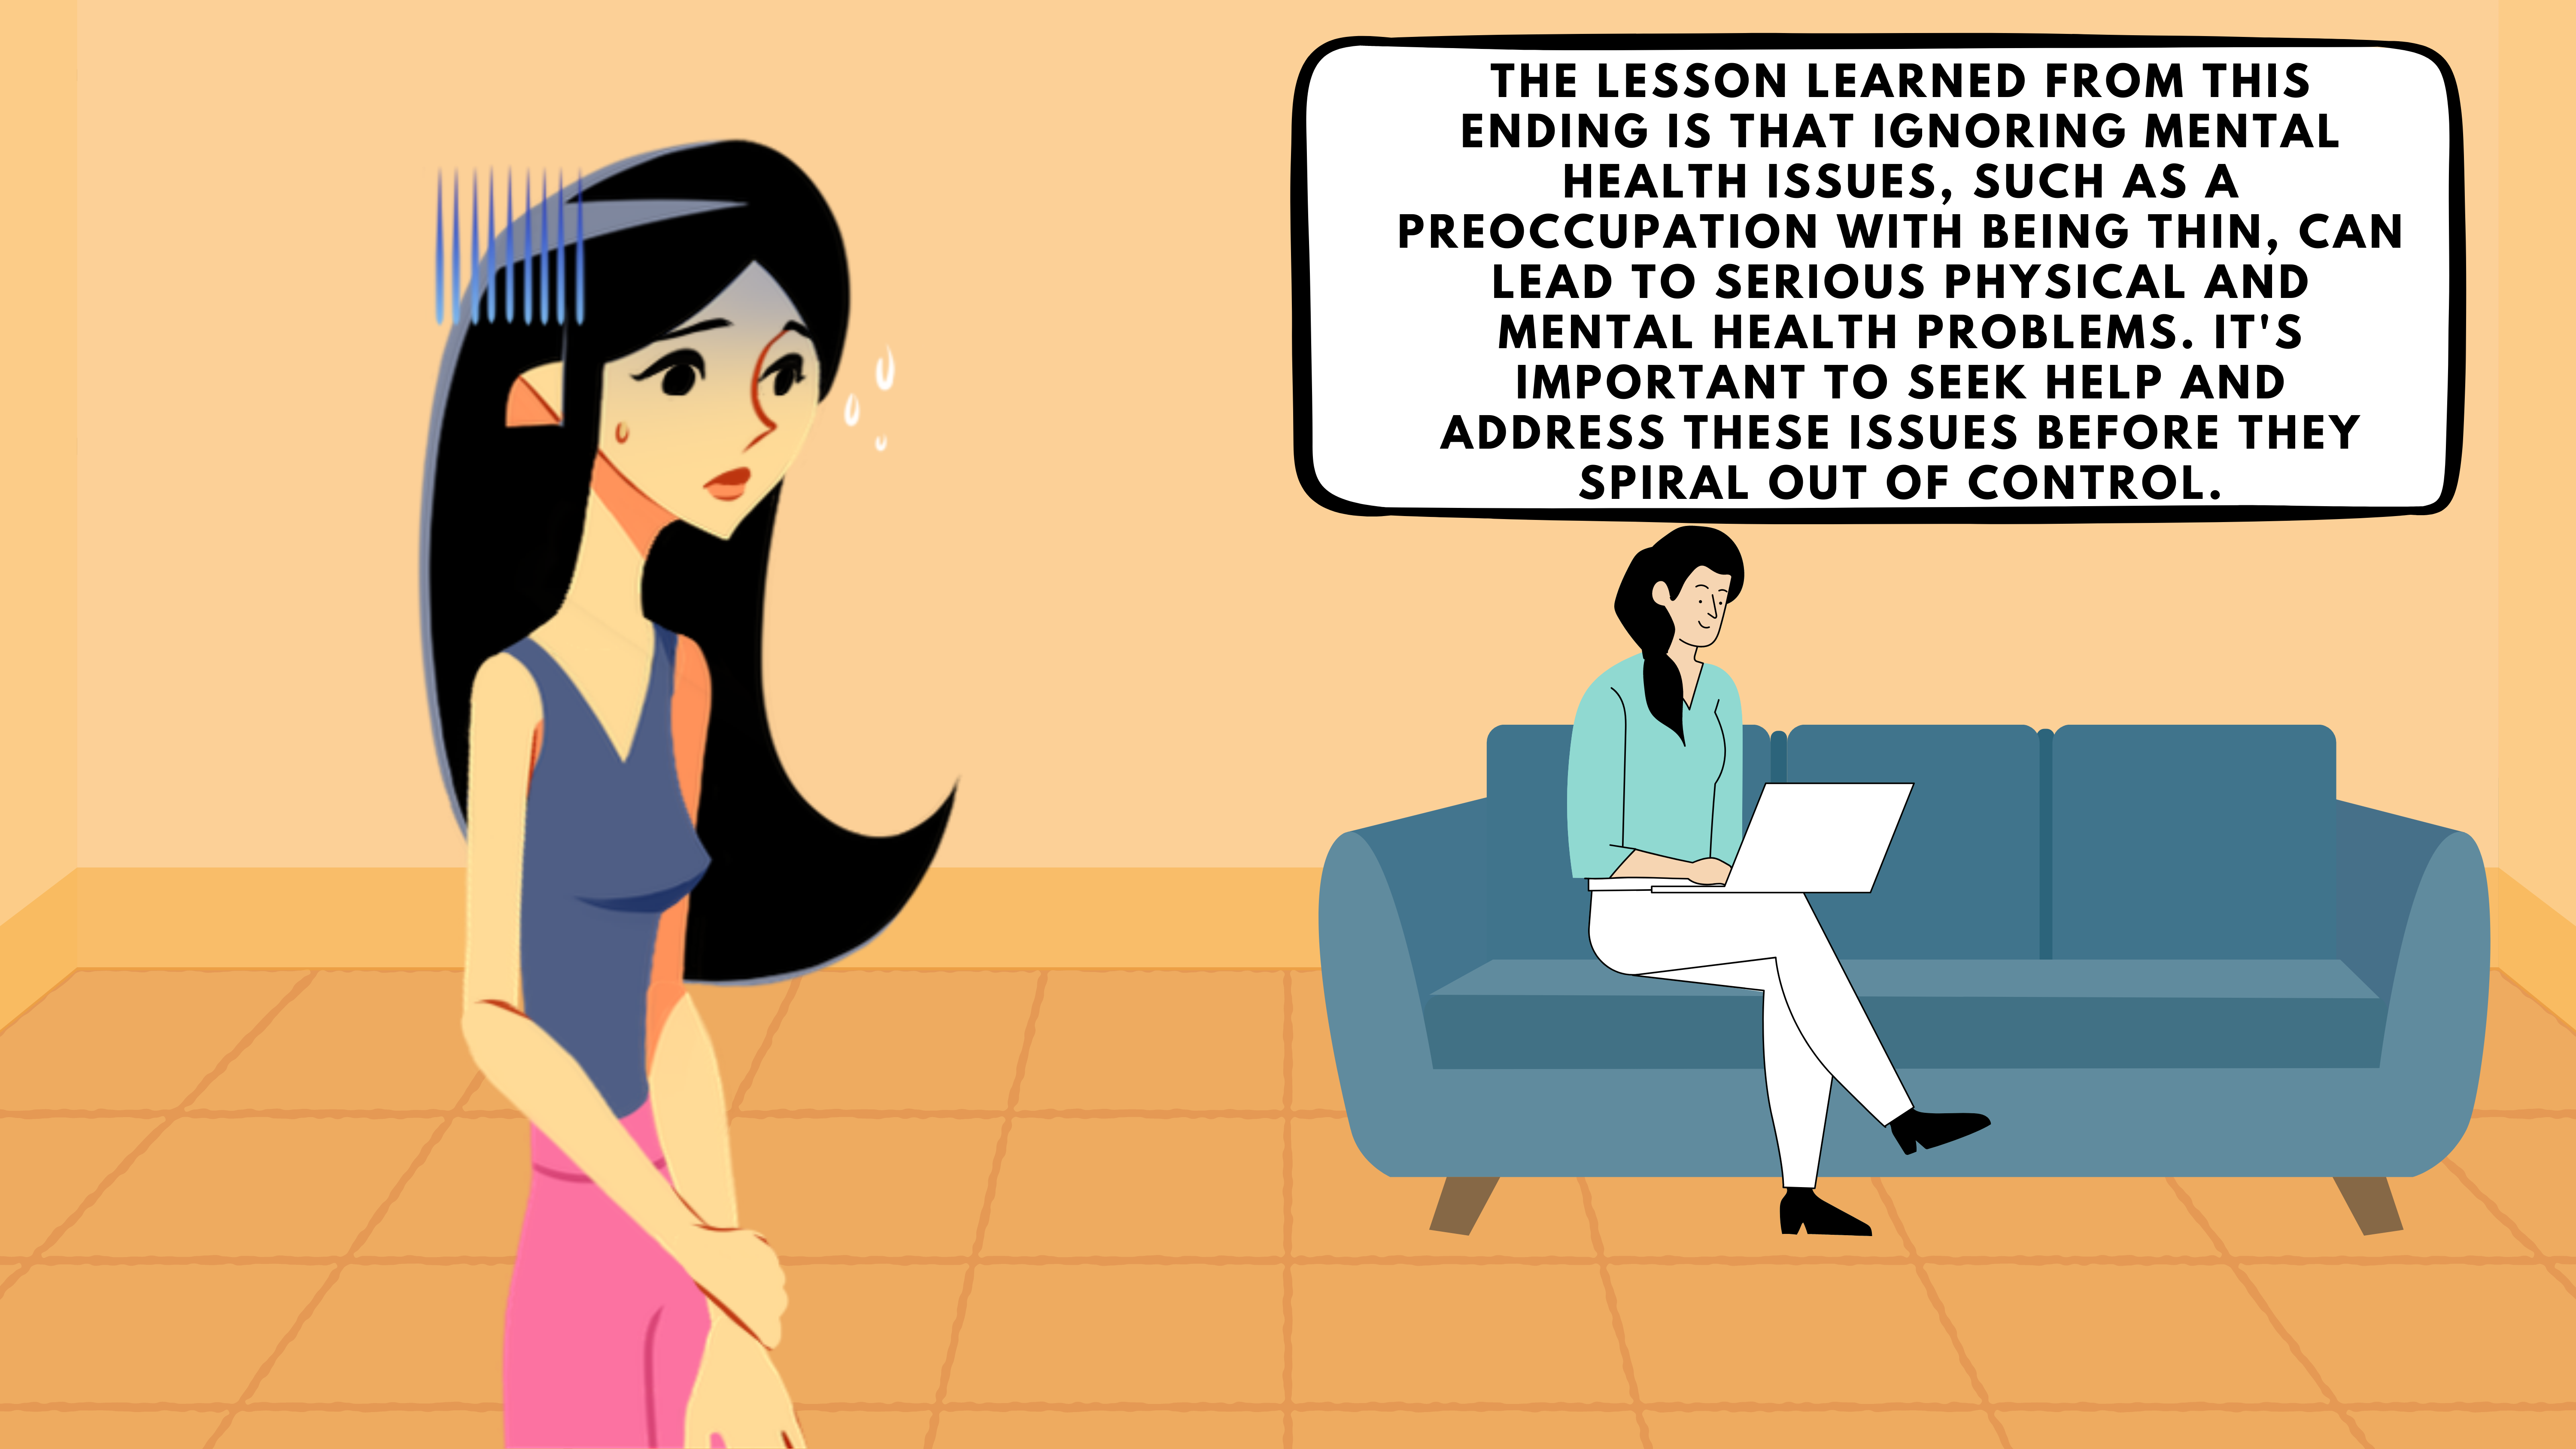 THE LESSON LEARNED FROM THIS
ENDING IS THAT IGNORING MENTAL
HEALTH ISSUES, SUCH AS A
PREOCCUPATION WITH BEING THIN, CAN
LEAD TO SERIOUS PHYSICAL AND
MENTAL HEALTH PROBLEMS. IT'S
IMPORTANT TO SEEK HELP AND
ADDRESS THESE ISSUES BEFORE THEY
SPIRAL OUT OF CONTROL.